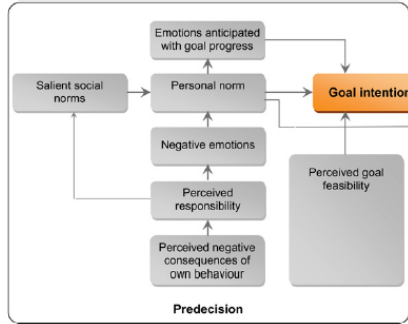 Emotions anticipated
with goal progress
Salient social
norms
Personal norm
Goal intention
Negative emotions
Perceived
responsibility
Perceived goal
feasibility
Perceived negative
consequences of
own behaviour
Predecision